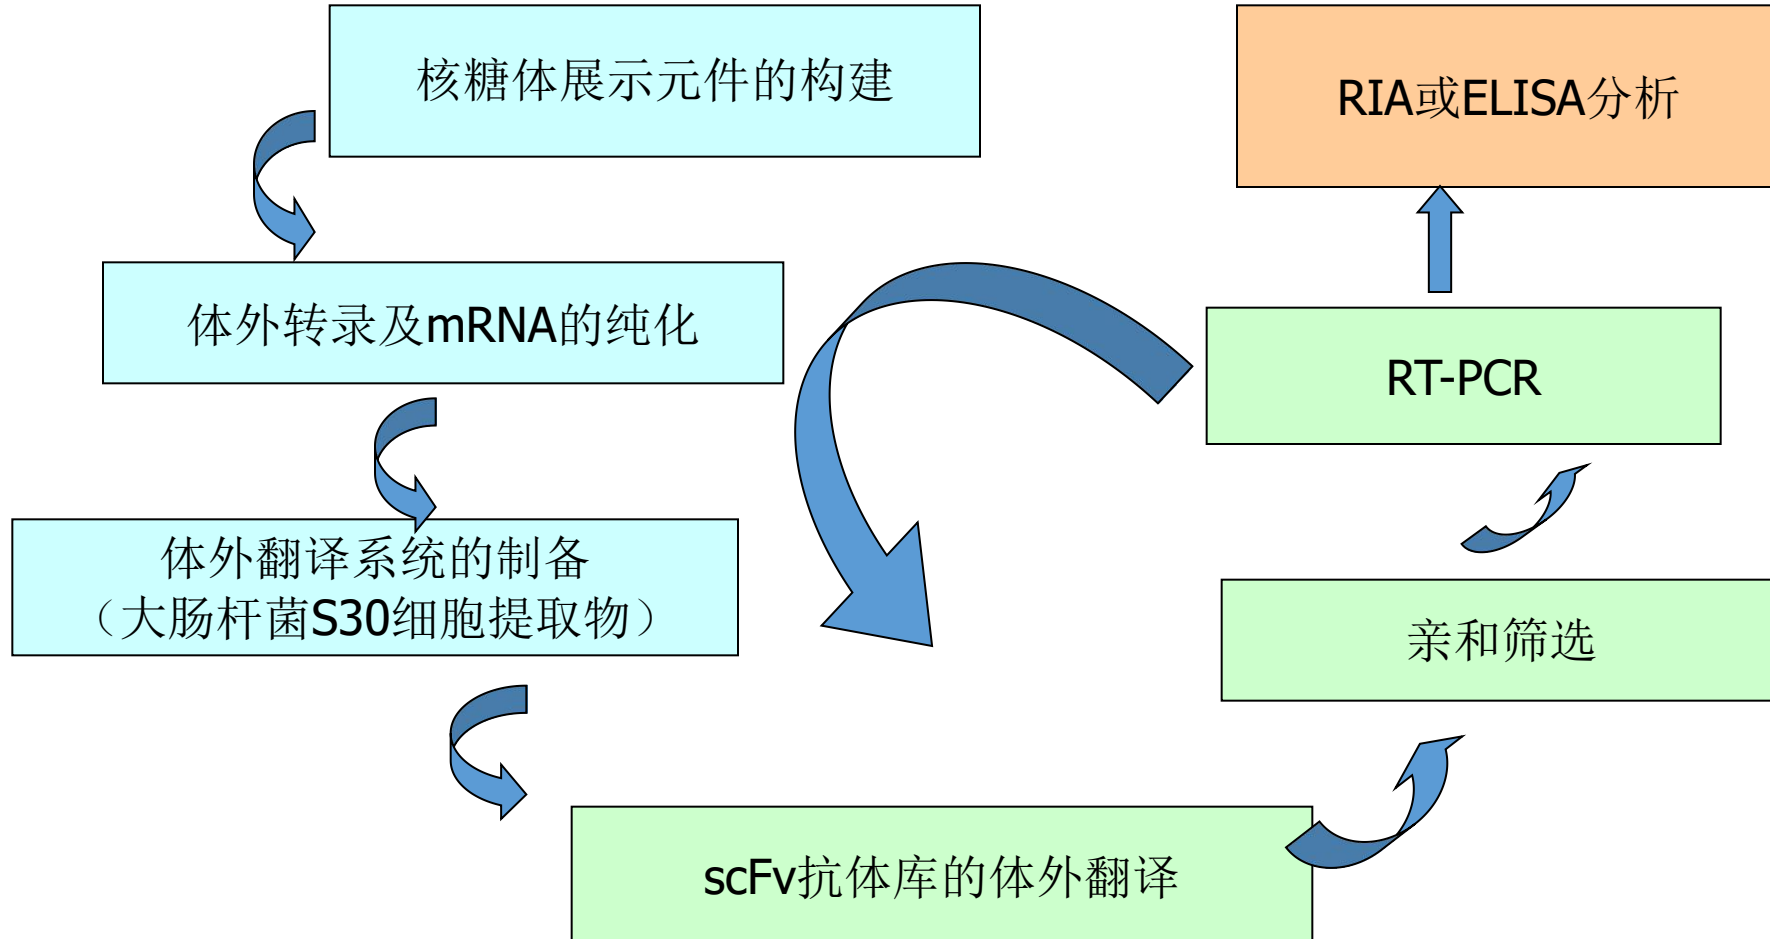 核糖体展示元件的构建
体外转录及mRNA的纯化
体外翻译系统的制备
（大肠杆菌S30细胞提取物）
scFv抗体库的体外翻译
亲和筛选
RT-PCR
RIA或ELISA分析